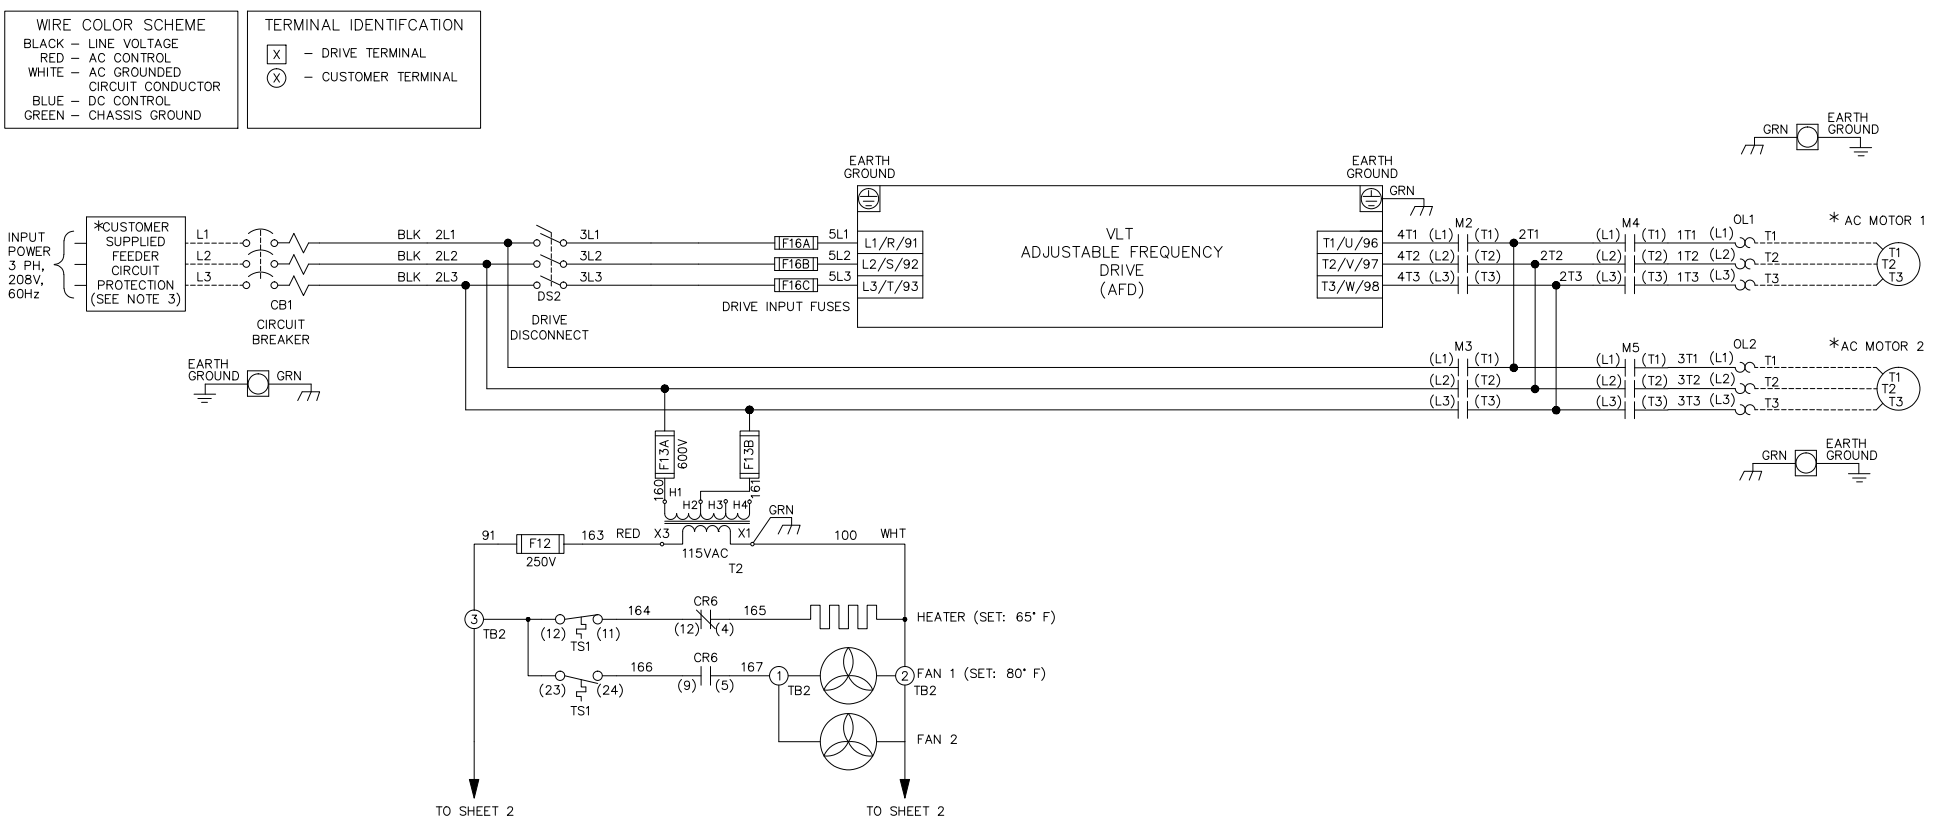 WIRE COLOR SCHEME
BLACK – LINE VOLTAGE
RED – AC CONTROL
WHITE – AC GROUNDED
CIRCUIT CONDUCTOR
BLUE – DC CONTROL
GREEN – CHASSIS GROUND
TERMINAL IDENTIFCATION
X – DRIVE TERMINAL
X – CUSTOMER TERMINAL
INPUT
POWER
3 PH,
208V,
60Hz
*CUSTOMER
SUPPLIED
FEEDER
CIRCUIT
PROTECTION
(SEE NOTE 3)
L1
L2
L3
CB1
CIRCUIT
BREAKER
EARTH
GROUND
GRN
BLK 2L1
BLK 2L2
BLK 2L3
DS2
DRIVE
DISCONNECT
3L1
3L2
3L3
F16A
F16B
F16C
DRIVE INPUT FUSES
5L1
5L2
5L3
EARTH
GROUND
L1/R/91
L2/S/92
L3/T/93
VLT
ADJUSTABLE FREQUENCY
DRIVE
(AFD)
EARTH
GROUND
GRN
T1/U/96
T2/V/97
T3/W/98
4T1 (L1) M2 (T1) 2T1 (L1) M4 (T1) 1T1 (L1) OL1 T1
4T2 (L2) (T2) 2T2 (L2) (T2) 1T2 (L2) T2
4T3 (L3) (T3) 2T3 (L3) (T3) 1T3 (L3) T3
GRN
EARTH
GROUND
* AC MOTOR 1
T1
T2
T3
(L1) M3 (T1) (L1) M5 (T1) 3T1 (L1) OL2 T1
(L2) (T2) (L2) (T2) 3T2 (L2) T2
(L3) (T3) (L3) (T3) 3T3 (L3) T3
*AC MOTOR 2
T1
T2
T3
GRN
EARTH
GROUND
F13A
600V
F13B
160
161
H1
H2
H3
H4
GRN
91
F12
250V
163
RED
X3
X1
115VAC
T2
100
WHT
3
TB2
(12)
(11)
TS1
164
CR6
(12)
(4)
165
HEATER (SET: 65° F)
(23)
(24)
TS1
166
CR6
(9)
(5)
167
1
TB2
2
TB2
FAN 1 (SET: 80° F)
FAN 2
TO SHEET 2
TO SHEET 2